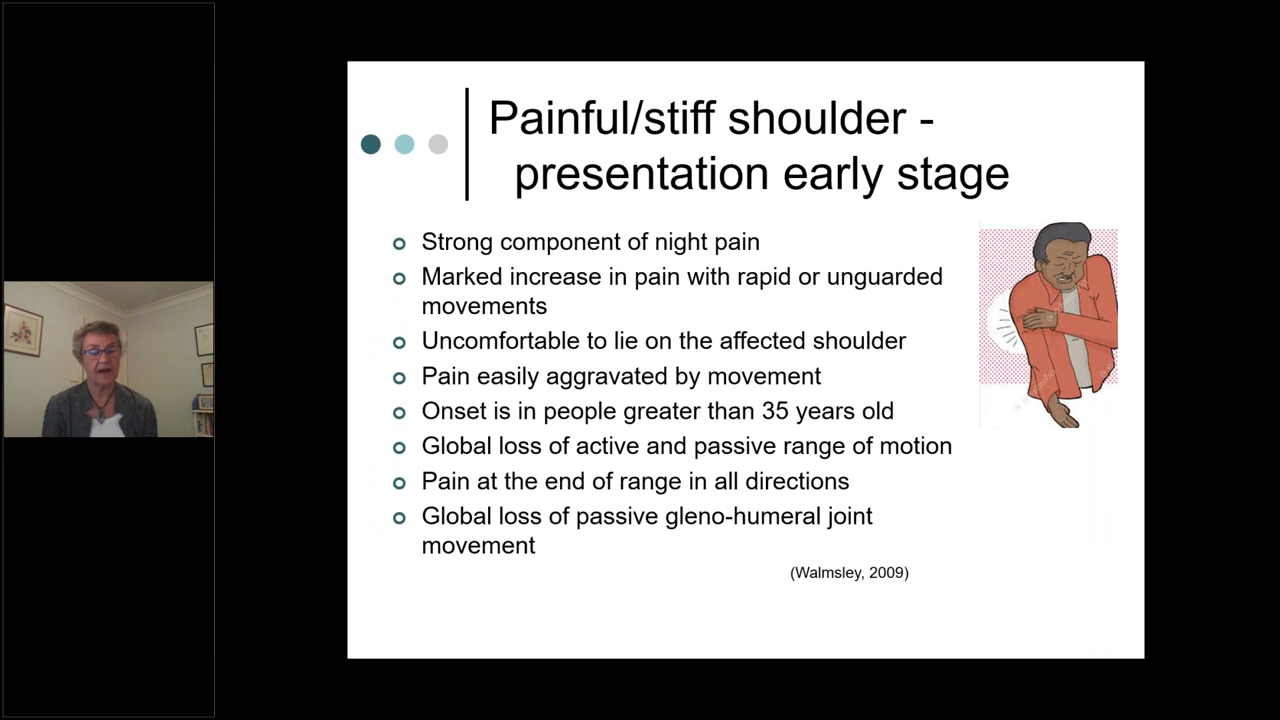 Painful/stiff shoulder -
presentation early stage
Strong component of night pain
Marked increase in pain with rapid or unguarded
movements
Uncomfortable to lie on the affected shoulder
Pain easily aggravated by movement
Onset is in people greater than 35 years old
Global loss of active and passive range of motion
Pain at the end of range in all directions
Global loss of passive gleno-humeral joint
movement
(Walmsley, 2009)